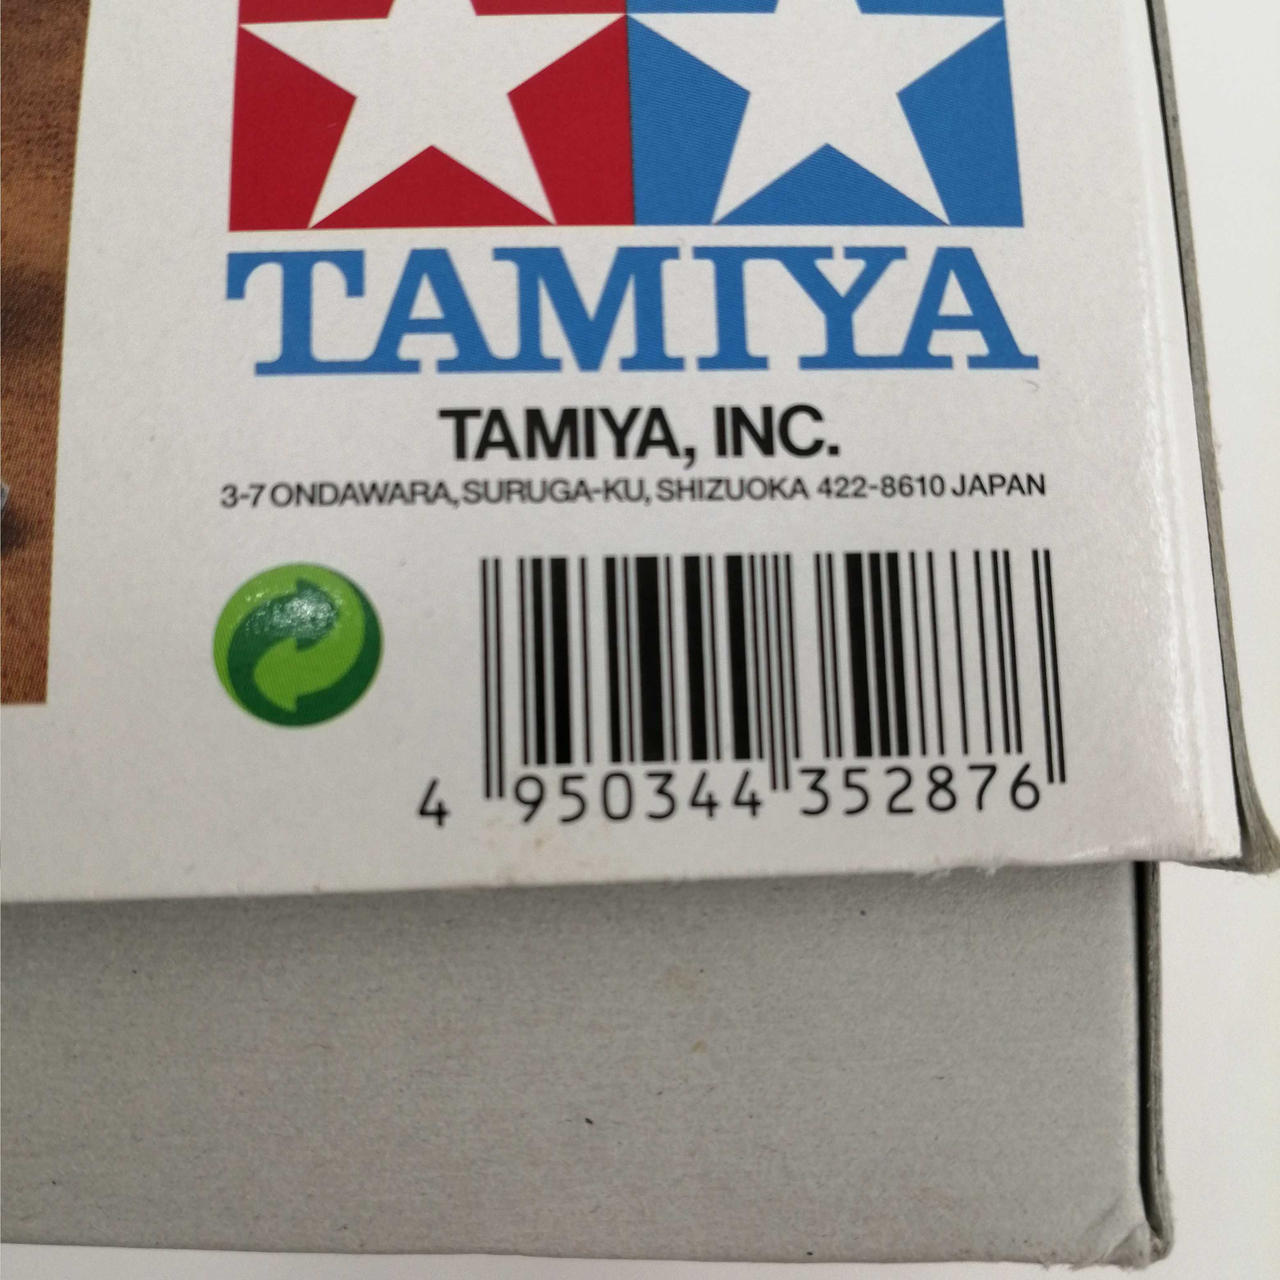 TAMIYA
TAMIYA, INC.
3-7 ONDAWARA, SURUGA-KU, SHIZUOKA 422-8610 JAPAN
4 950344 352876